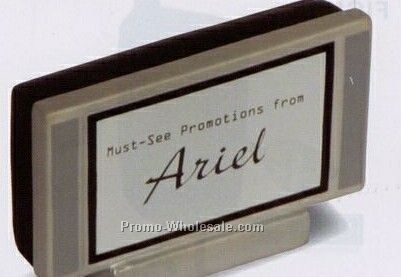 Must-See Promotions from
Ariel
Promo-Wholesale.com